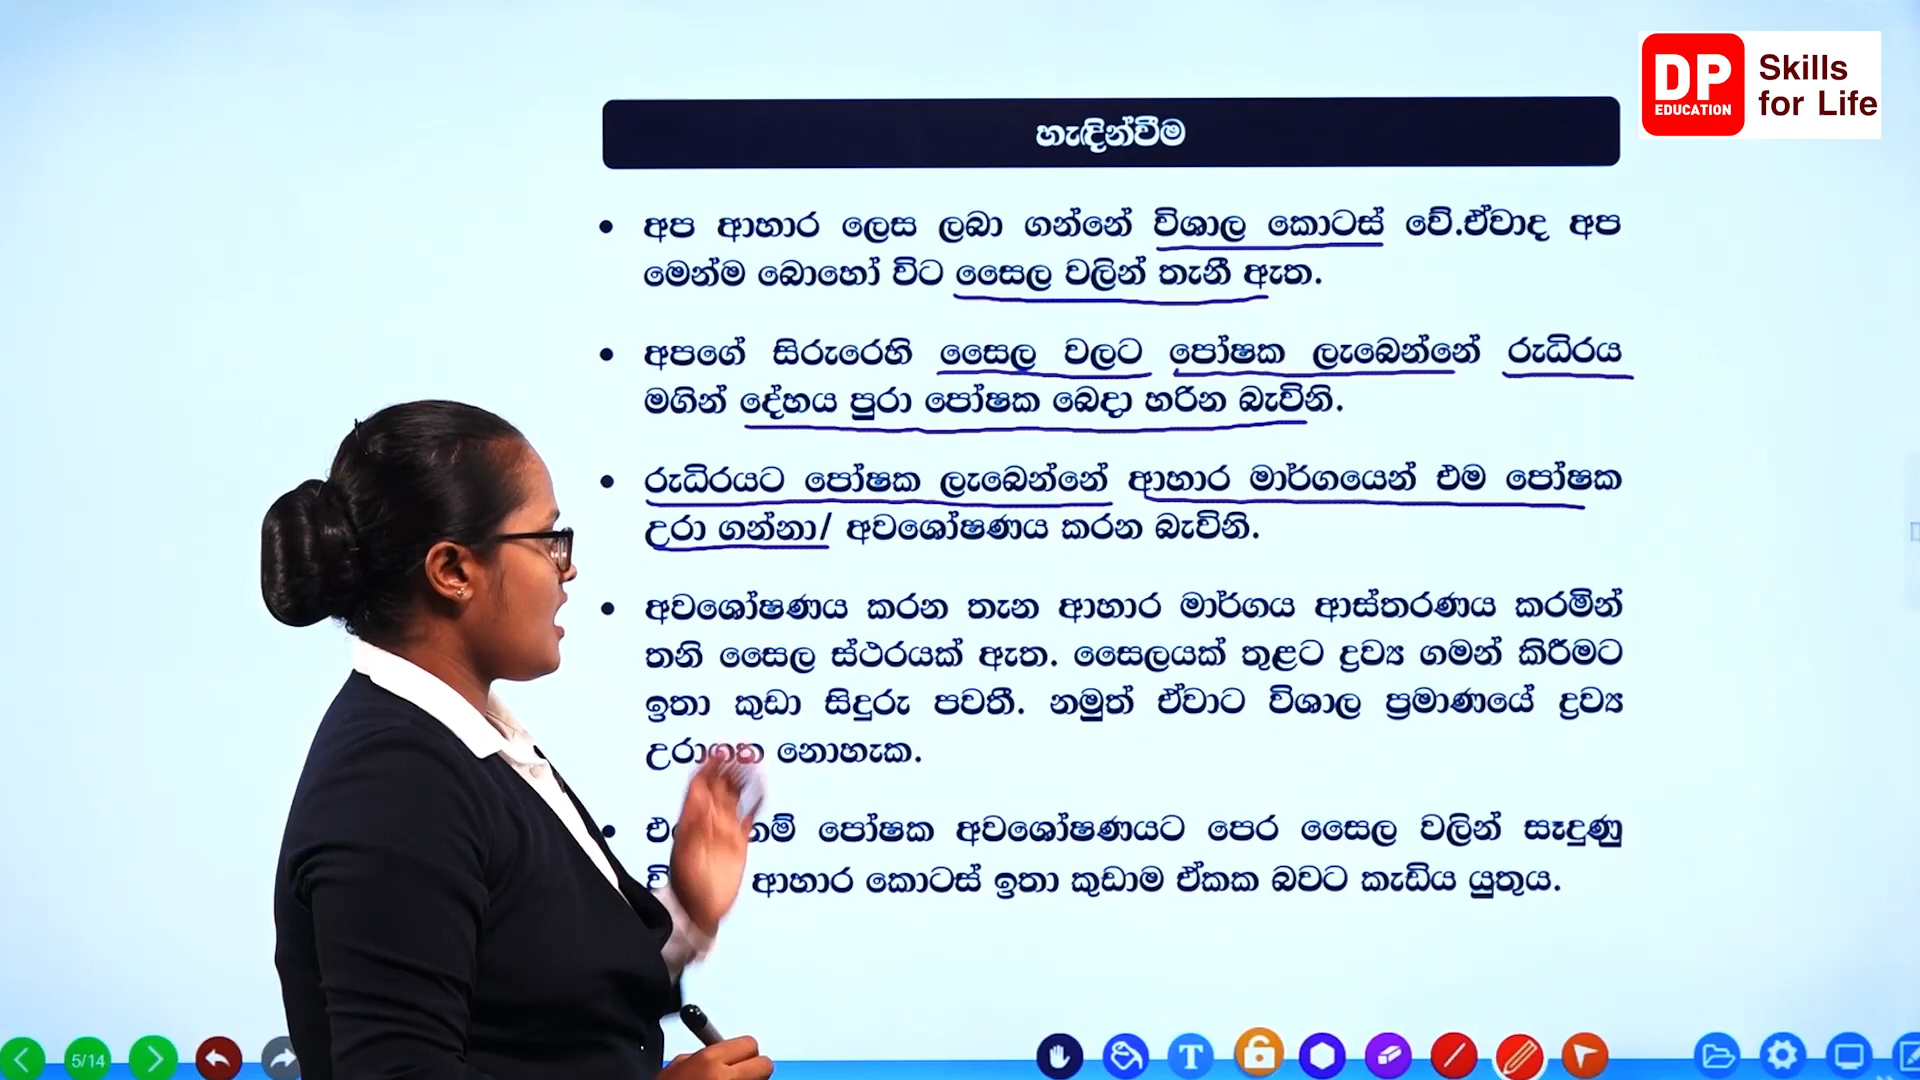 DP
EDUCATION
Skills
for Life
හැඳින්වීම
• අප ආහාර ලෙස ලබා ගන්නේ විශාල කොටස් වේ.ඒවාද අප
මෙන්ම බොහෝ විට සෛල වලින් තැනී ඇත.
• අපගේ සිරුරෙහි සෛල වලට පෝෂක ලැබෙන්නේ රුධිරය
මගින් දේහය පුරා පෝෂක බෙදා හරින බැවිනි.
• රුධිරයට පෝෂක ලැබෙන්නේ ආහාර මාර්ගයෙන් එම පෝෂක
උරා ගන්නා/ අවශෝෂණය කරන බැවිනි.
• අවශෝෂණය කරන තැන ආහාර මාර්ගය ආස්තරණය කරමින්
තනි සෛල ස්ථරයක් ඇත. සෛලයක් තුළට ද්‍රව්‍ය ගමන් කිරීමට
ඉතා කුඩා සිදුරු පවතී. නමුත් ඒවාට විශාල ප්‍රමාණයේ ද්‍රව්‍ය
උරාගත නොහැක.
• පෝෂක අවශෝෂණයට පෙර සෛල වලින් සෑදුණු
ආහාර කොටස් ඉතා කුඩාම ඒකක බවට කැඩිය යුතුය.
5/14
T